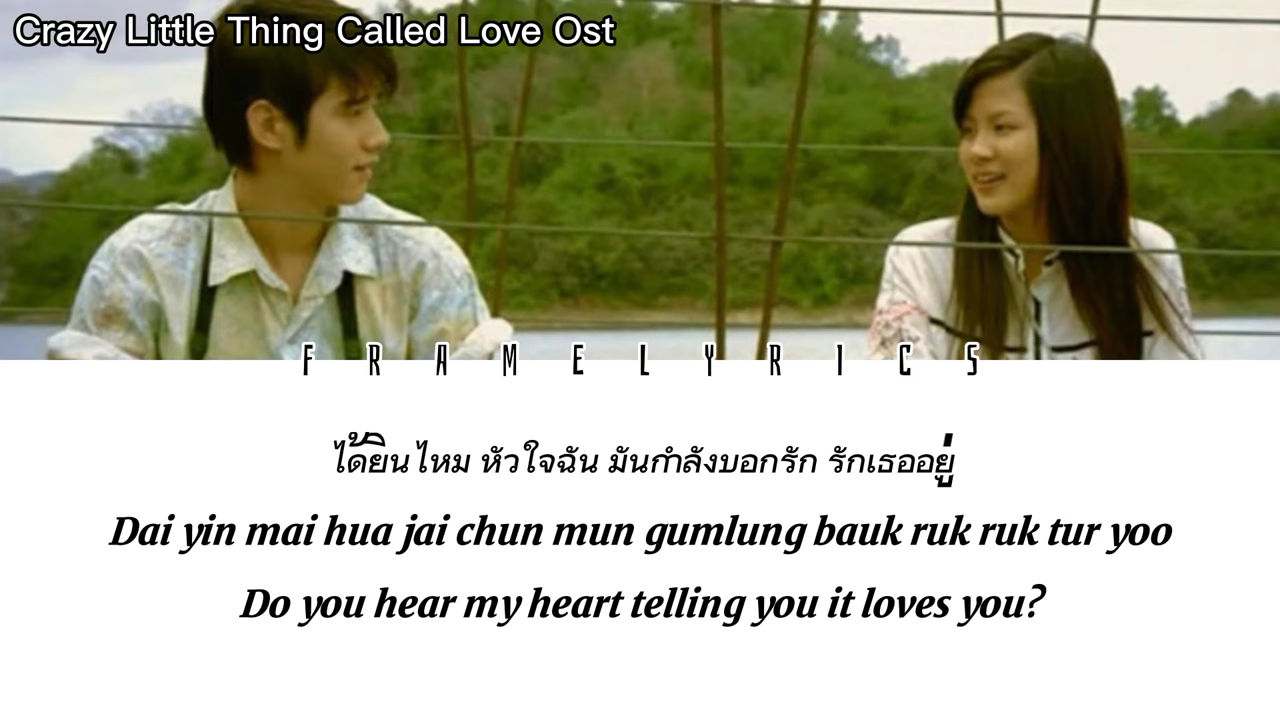 Crazy Little Thing Called Love Ost
FRAMELYRICS
ได้ยินไหม หัวใจฉัน มันกำลังบอกรัก รักเธออยู่
Dai yin mai hua jai chun mun gumlung bauk ruk ruk tur yoo
Do you hear my heart telling you it loves you?